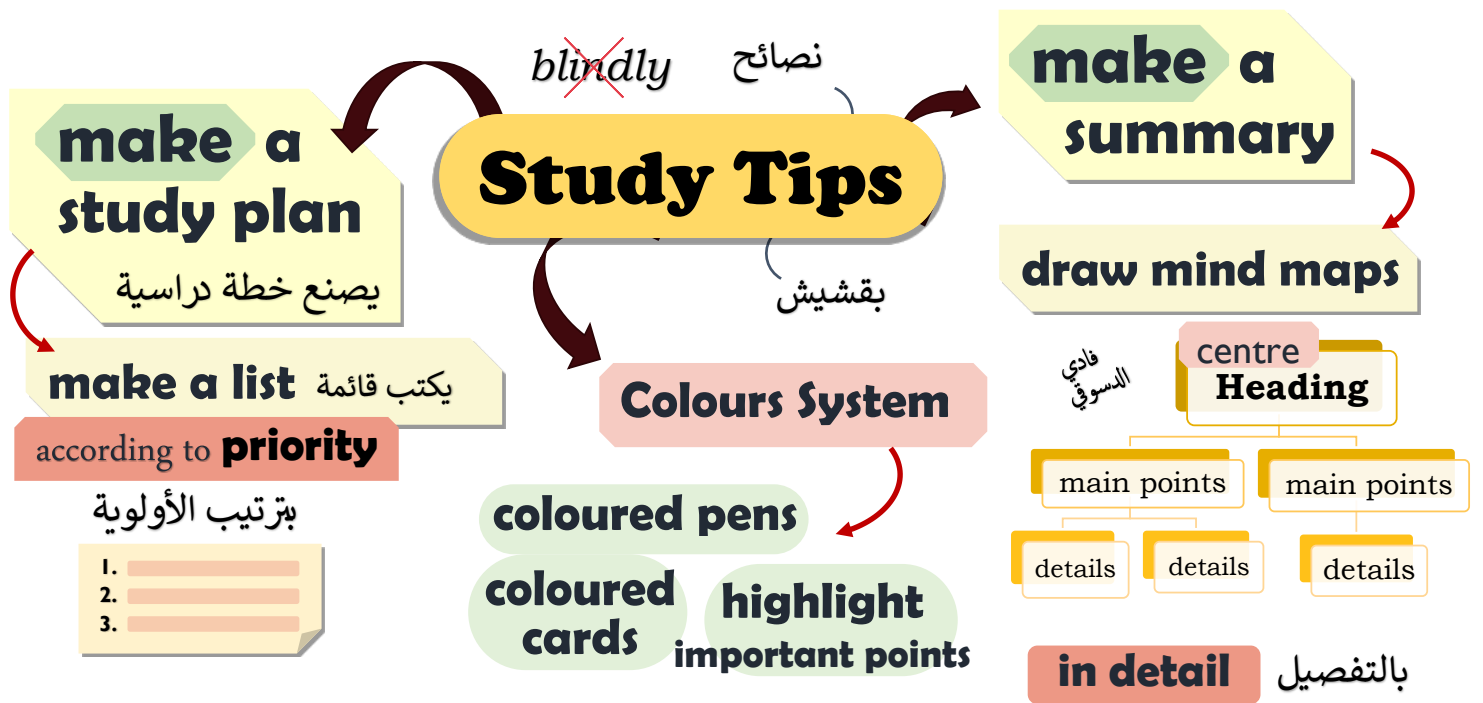 blindly
نصائح
Study Tips
بقشيش
make a
study plan
يصنع خطة دراسية
make a list يكتب قائمة
according to priority
بترتيب الأولوية
1.
2.
3.
Colours System
coloured pens
coloured
cards
highlight
important points
make a
summary
draw mind maps
فادي
الدسوقي
centre
Heading
main points
main points
details
details
details
in detail بالتفصيل